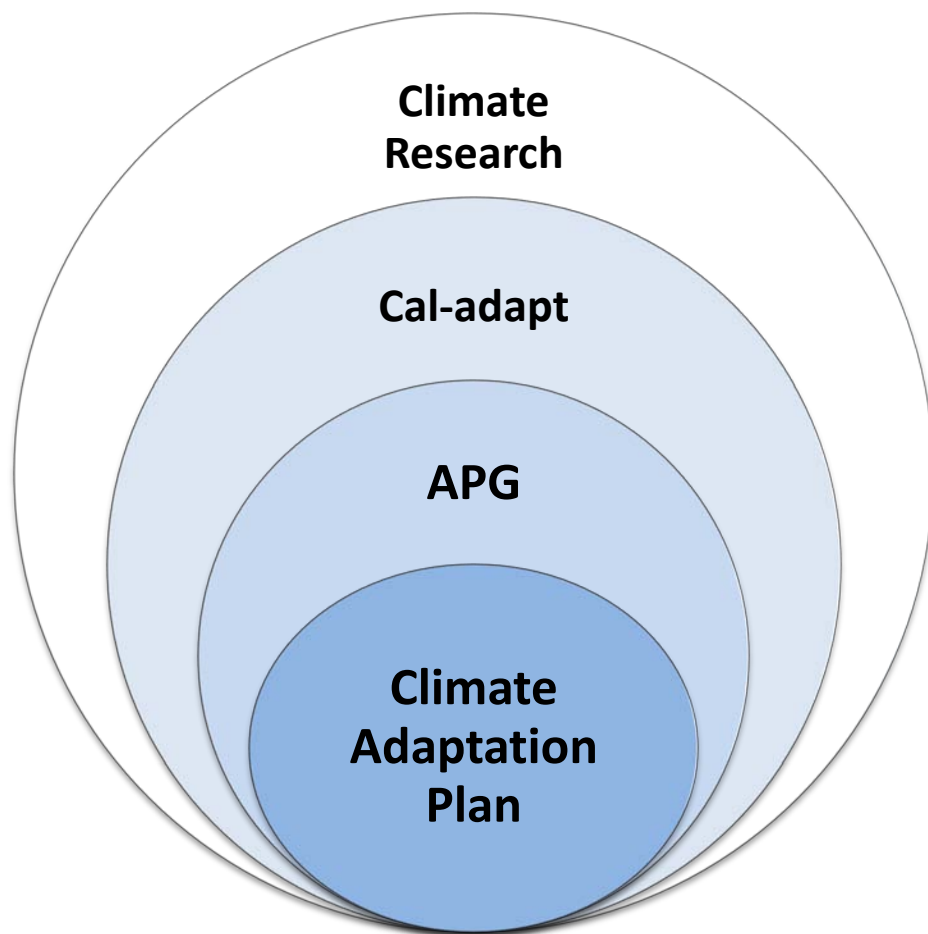 Climate
Research
Cal-adapt
APG
Climate
Adaptation
Plan